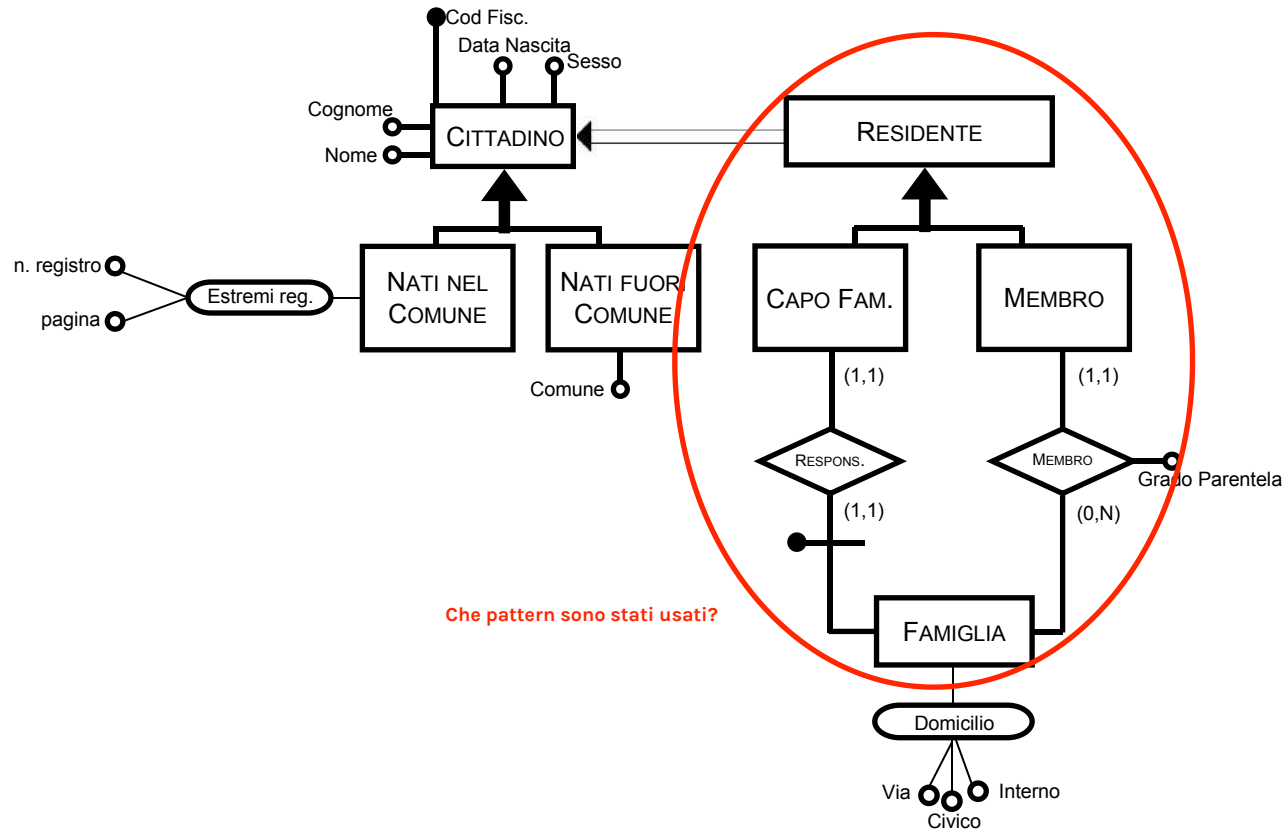 Cod Fisc.
Data Nascita
Sesso
Cognome
Nome
CITTADINO
RESIDENTE
n. registro
pagina
Estremi reg.
NATI NEL
COMUNE
NATI FUORI
COMUNE
Comune
CAPO FAM.
MEMBRO
(1,1)
(1,1)
RESPONS.
MEMBRO
Grado Parentela
(1,1)
(0,N)
Che pattern sono stati usati?
FAMIGLIA
Domicilio
Via
Civico
Interno